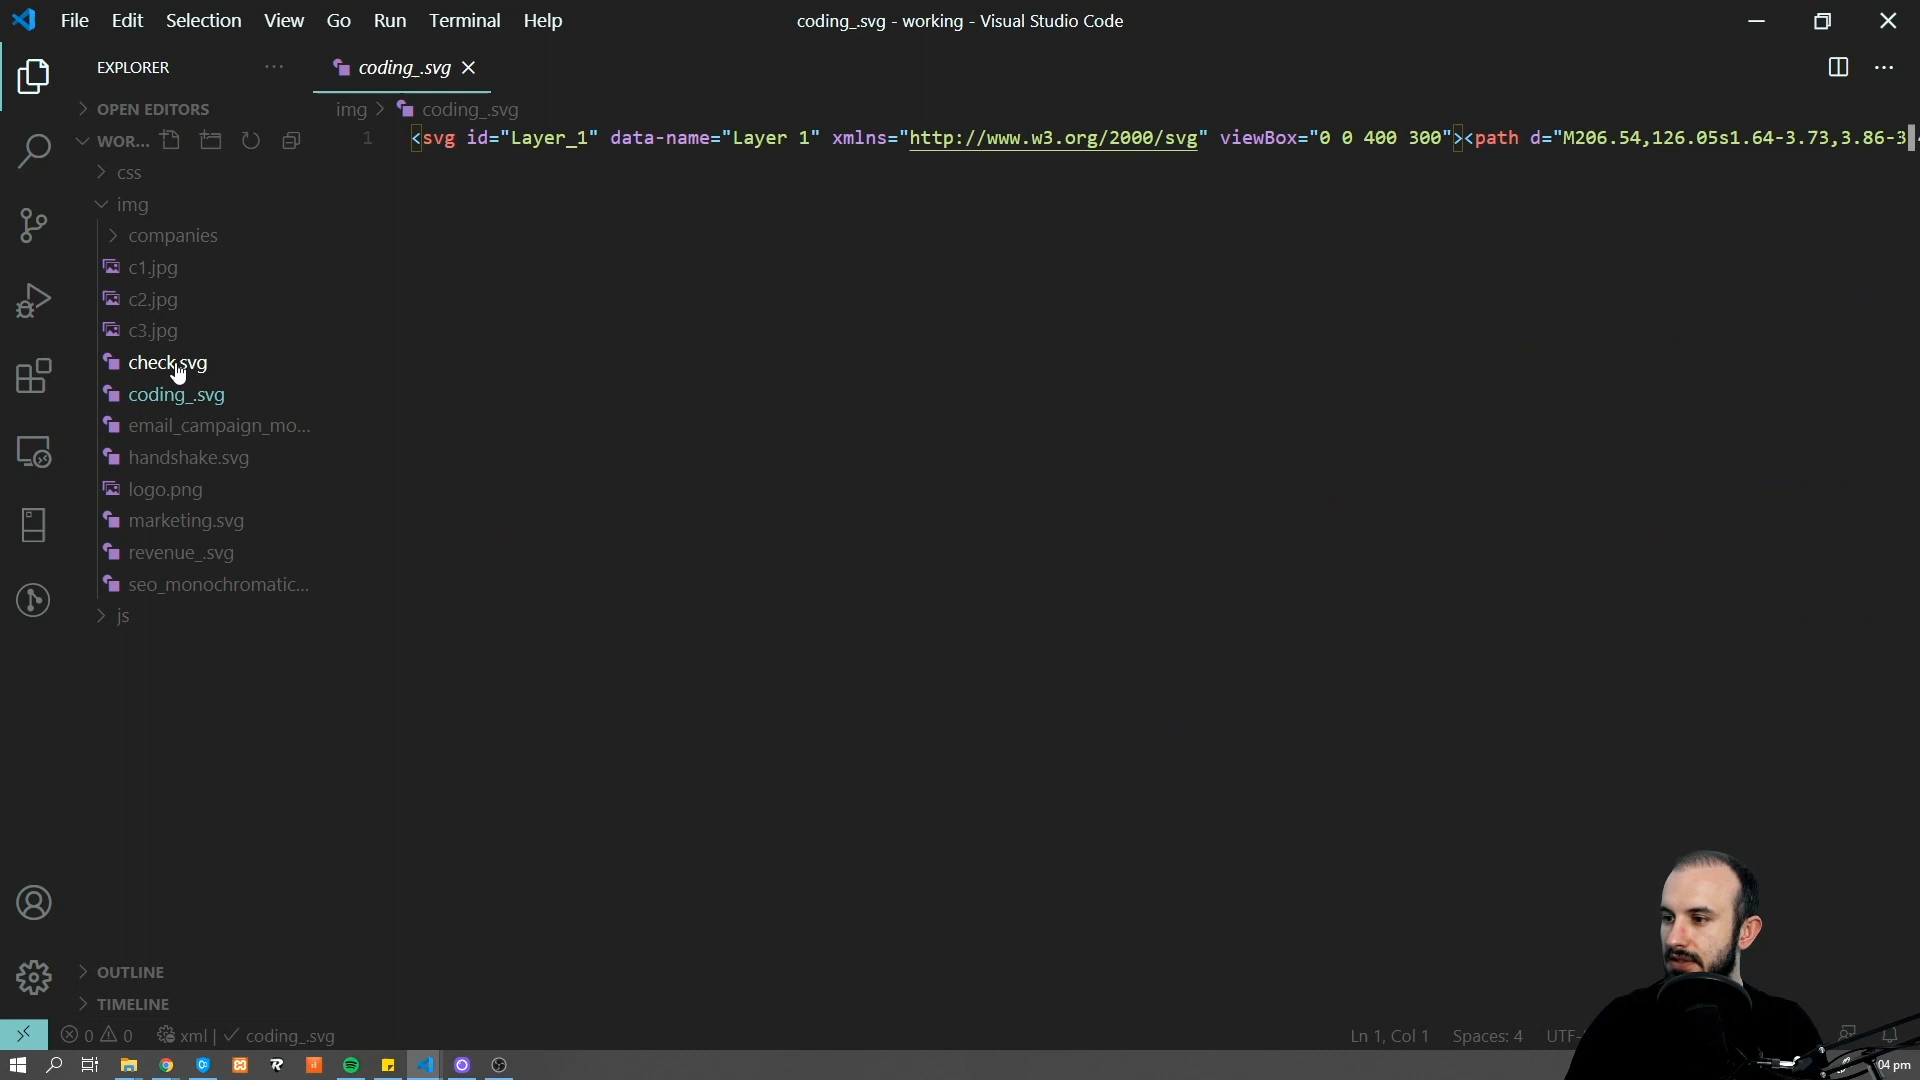 File Edit Selection View Go Run Terminal Help
coding_.svg - working - Visual Studio Code
EXPLORER
coding_.svg
OPEN EDITORS
img > coding_.svg
WOR...
1 <svg id="Layer_1" data-name="Layer 1" xmlns="http://www.w3.org/2000/svg" viewBox="0 0 400 300"><path d="M206.54,126.05s1.64-3.73,3.86-3
css
img
companies
c1.jpg
c2.jpg
c3.jpg
check.svg
coding_.svg
email_campaign_mo...
handshake.svg
logo.png
marketing.svg
revenue_.svg
seo_monochromatic...
js
OUTLINE
TIMELINE
0 0 xml | ✓ coding_.svg
Ln 1, Col 1 Spaces: 4 UTF-
04 pm